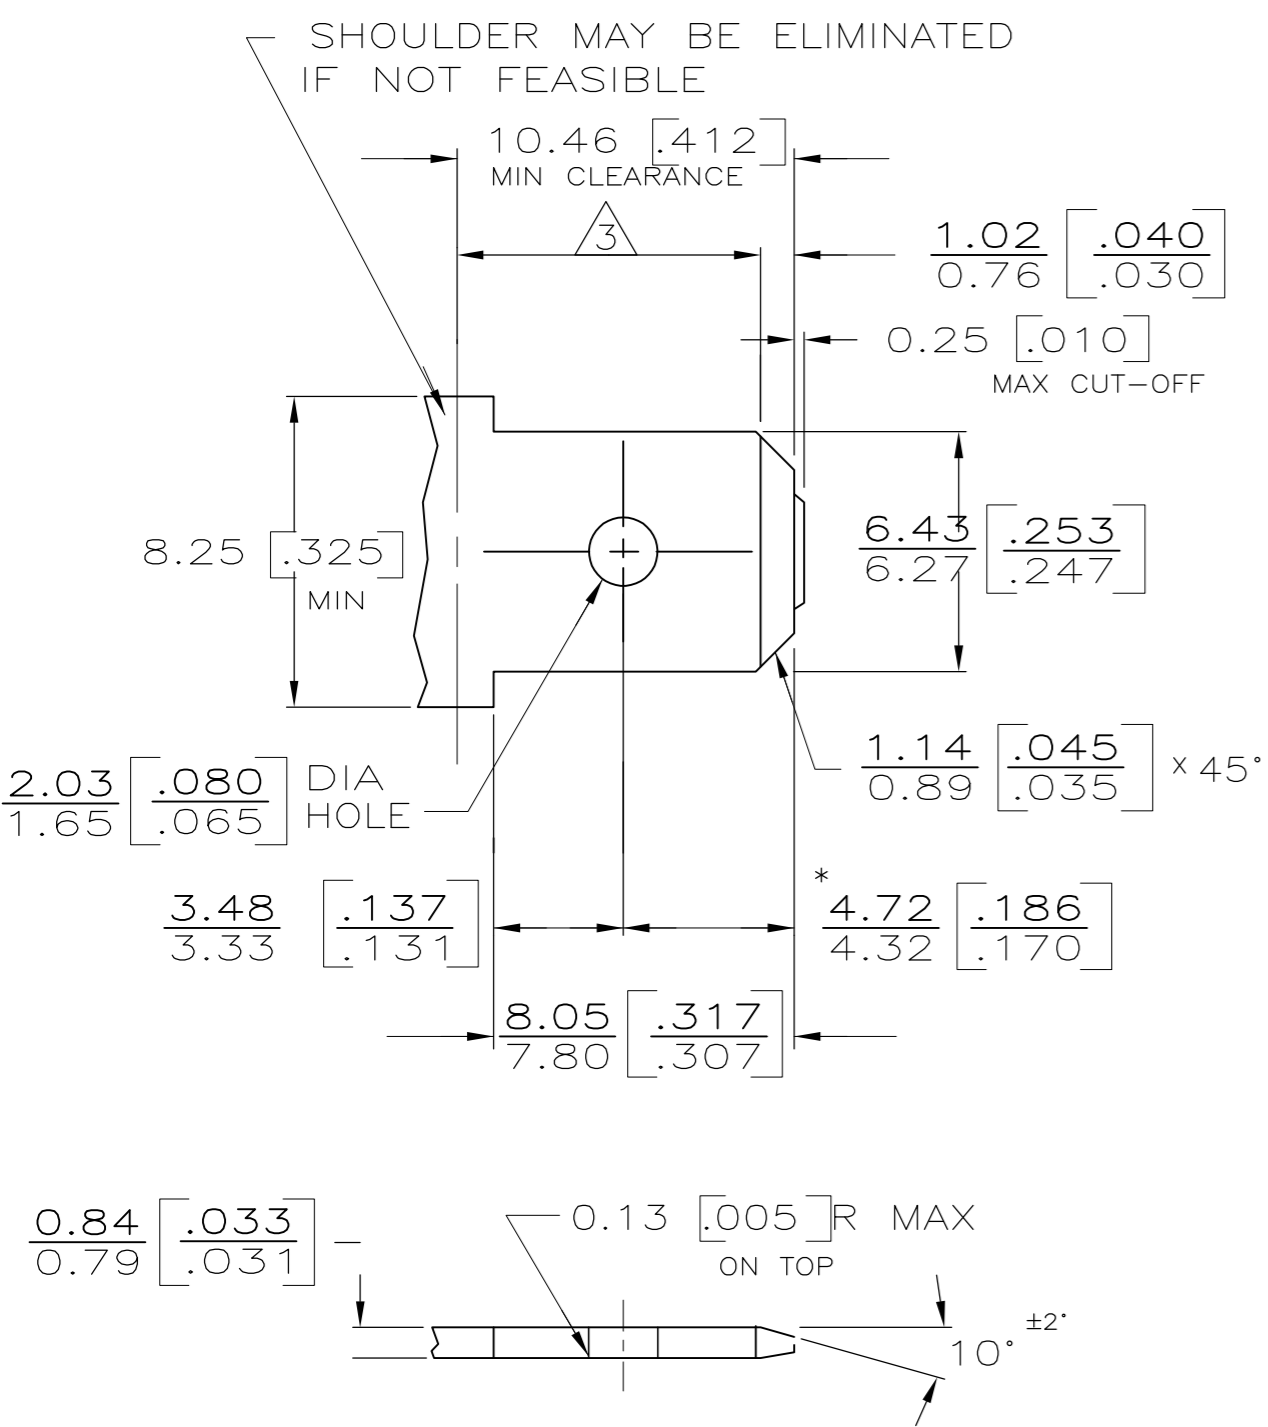 SHOULDER MAY BE ELIMINATED
IF NOT FEASIBLE
10.46 [.412]
MIN CLEARANCE
3
1.02 [.040
0.76 .030]
0.25 [.010]
MAX CUT-OFF
8.25 [.325]
MIN
6.43 [.253
6.27 .247]
1.14 [.045
0.89 .035] x 45°
2.03 [.080
1.65 .065]
DIA
HOLE
3.48 [.137
3.33 .131]
*
4.72 [.186
4.32 .170]
8.05 [.317
7.80 .307]
0.84 [.033
0.79 .031]
0.13 [.005] R MAX
ON TOP
10° ±2°